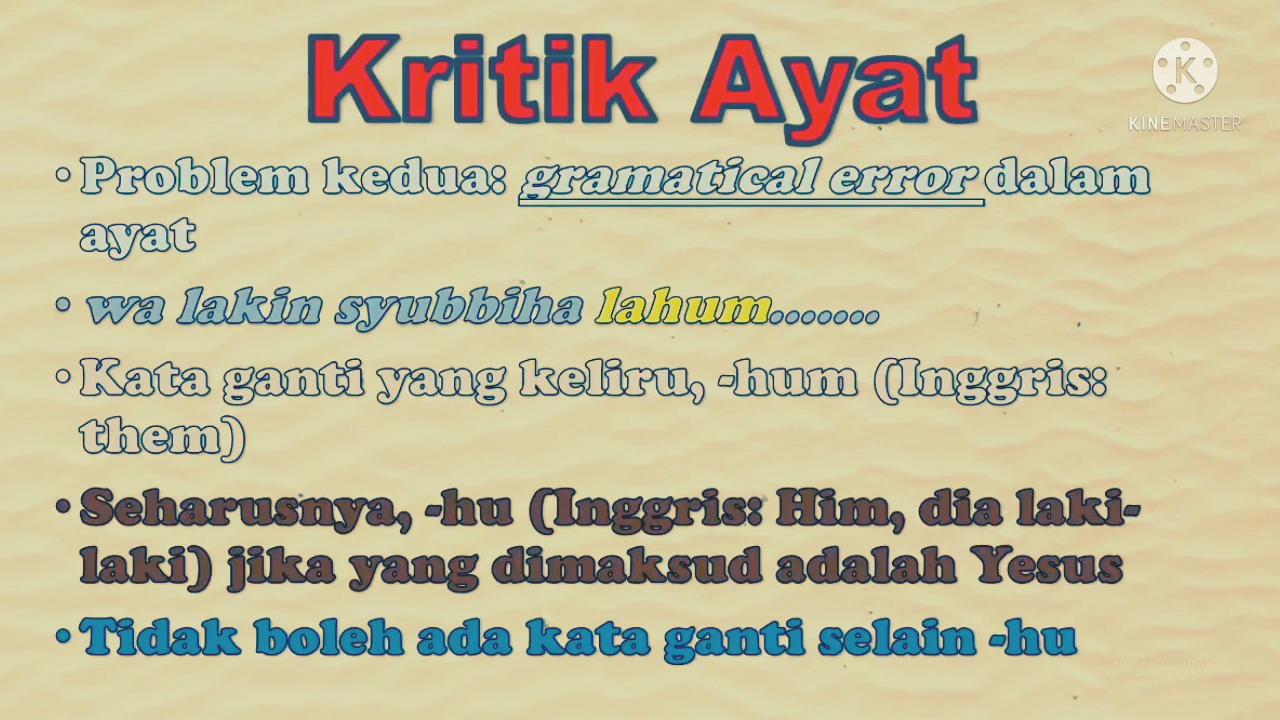 Kritik Ayat
KINEMASTER
• Problem kedua: gramatical error dalam
ayat
• wa lakin syubbiha lahum.......
• Kata ganti yang keliru, -hum (Inggris:
them)
• Seharusnya, -hu (Inggris: Him, dia laki-
laki) jika yang dimaksud adalah Yesus
• Tidak boleh ada kata ganti selain -hu
Activate Windows